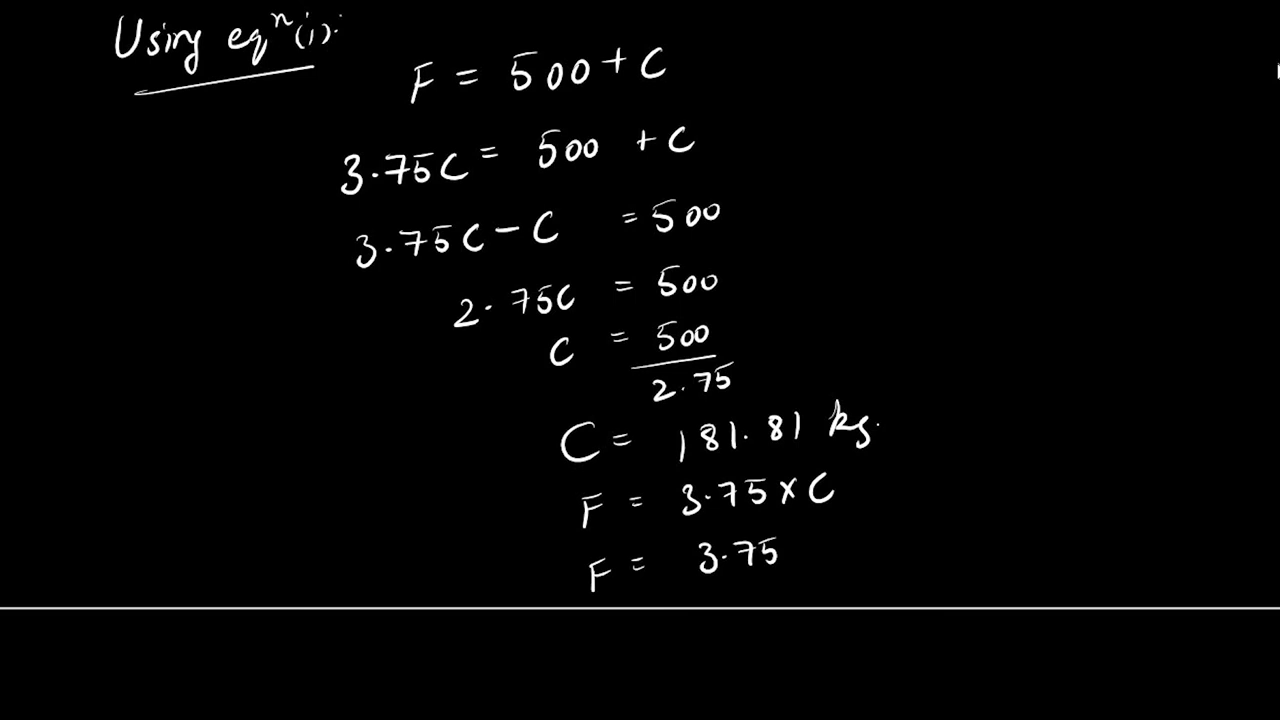 Using eqⁿ(i):
F = 500 + C
3.75C = 500 + C
3.75C - C = 500
2.75C = 500
C = 500
2.75
C = 181.81 kg.
F = 3.75 × C
F = 3.75